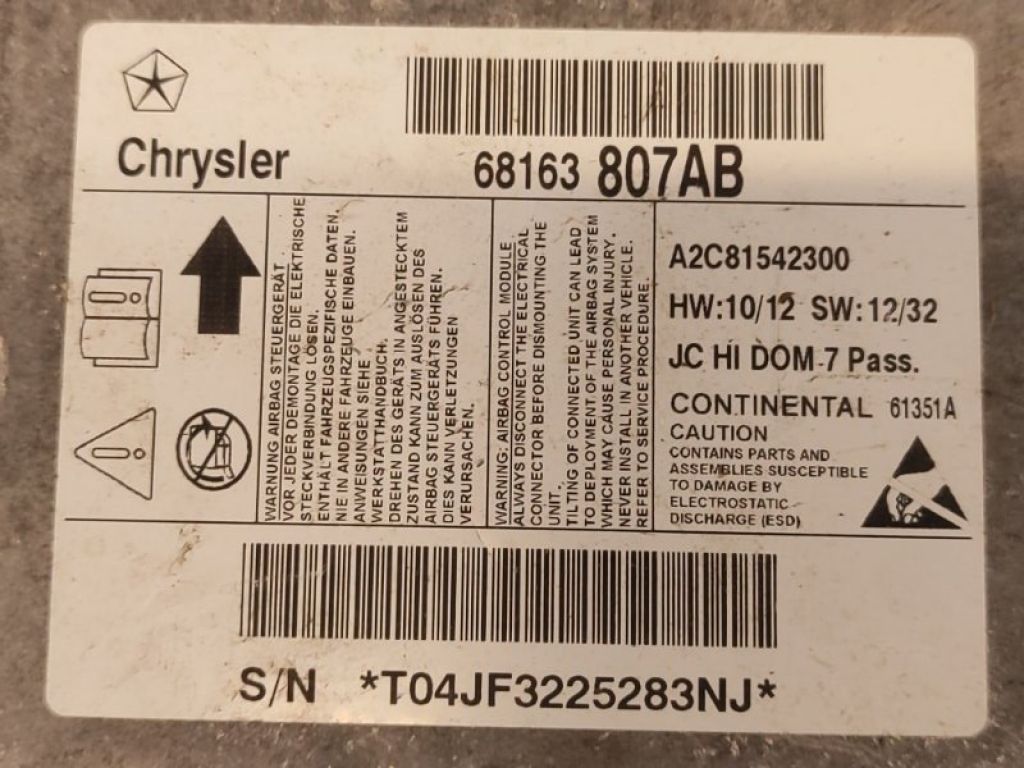 Chrysler
68163 807AB
WARNUNG AIRBAG STEUERGERÄT
VOR JEDER DEMONTAGE DIE ELEKTRISCHE
STECKVERBINDUNG LÖSEN.
ENTHÄLT FAHRZEUGSPEZIFISCHE DATEN.
NIE IN ANDERE FAHRZEUGE EINBAUEN.
ANWEISUNGEN SIEHE
WERKSTATTHANDBUCH.
DREHEN DES GERÄTS IN ANGESTECKTEM
ZUSTAND KANN ZUM AUSLÖSEN DES
AIRBAG STEUERGERÄTS FÜHREN.
DIES KANN VERLETZUNGEN
VERURSACHEN.
WARNING: AIRBAG CONTROL MODULE
ALWAYS DISCONNECT THE ELECTRICAL
CONNECTOR BEFORE DISMOUNTING THE
UNIT.
TILTING OF CONNECTED UNIT CAN LEAD
TO DEPLOYMENT OF THE AIRBAG SYSTEM
WHICH MAY CAUSE PERSONAL INJURY.
NEVER INSTALL IN ANOTHER VEHICLE.
REFER TO SERVICE PROCEDURE.
A2C81542300
HW:10/12 SW:12/32
JC HI DOM-7 Pass.
CONTINENTAL 61351A
CAUTION
CONTAINS PARTS AND
ASSEMBLIES SUSCEPTIBLE
TO DAMAGE BY
ELECTROSTATIC
DISCHARGE (ESD)
S/N *T04JF3225283NJ*